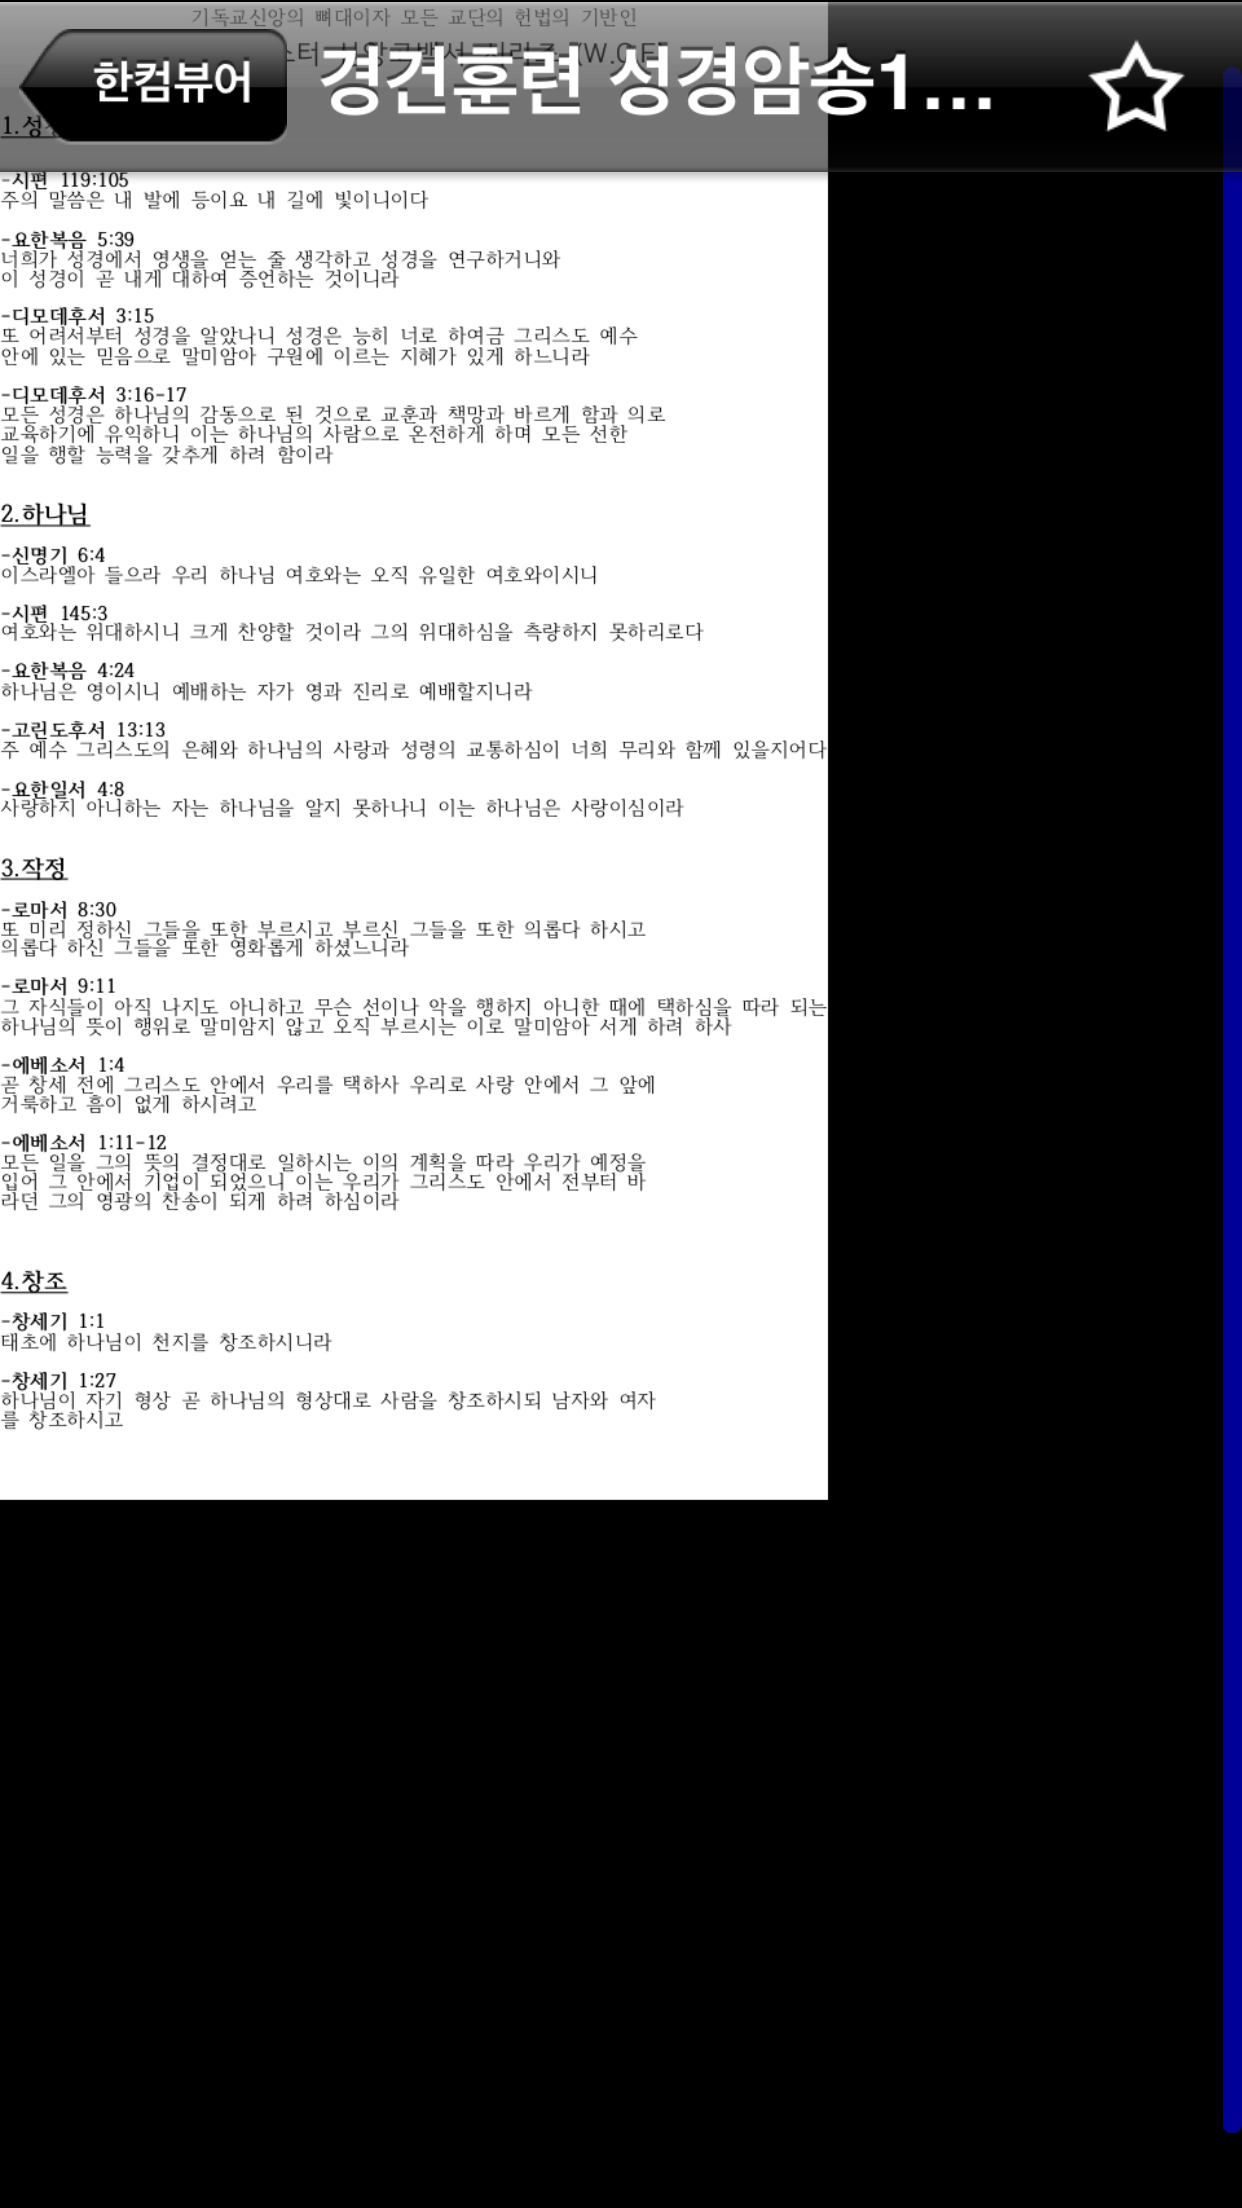 기독교신앙의 뼈대이자 모든 교단의 헌법의 기반인
한컴뷰어
경건훈련 성경암송1...
(W.C.F)
1.성
-시편 119:105
주의 말씀은 내 발에 등이요 내 길에 빛이니이다
-요한복음 5:39
너희가 성경에서 영생을 얻는 줄 생각하고 성경을 연구하거니와
이 성경이 곧 내게 대하여 증언하는 것이니라
-디모데후서 3:15
또 어려서부터 성경을 알았나니 성경은 능히 너로 하여금 그리스도 예수
안에 있는 믿음으로 말미암아 구원에 이르는 지혜가 있게 하느니라
-디모데후서 3:16-17
모든 성경은 하나님의 감동으로 된 것으로 교훈과 책망과 바르게 함과 의로
교육하기에 유익하니 이는 하나님의 사람으로 온전하게 하며 모든 선한
일을 행할 능력을 갖추게 하려 함이라
2.하나님
-신명기 6:4
이스라엘아 들으라 우리 하나님 여호와는 오직 유일한 여호와이시니
-시편 145:3
여호와는 위대하시니 크게 찬양할 것이라 그의 위대하심을 측량하지 못하리로다
-요한복음 4:24
하나님은 영이시니 예배하는 자가 영과 진리로 예배할지니라
-고린도후서 13:13
주 예수 그리스도의 은혜와 하나님의 사랑과 성령의 교통하심이 너희 무리와 함께 있을지어다
-요한일서 4:8
사랑하지 아니하는 자는 하나님을 알지 못하나니 이는 하나님은 사랑이심이라
3.작정
-로마서 8:30
또 미리 정하신 그들을 또한 부르시고 부르신 그들을 또한 의롭다 하시고
의롭다 하신 그들을 또한 영화롭게 하셨느니라
-로마서 9:11
그 자식들이 아직 나지도 아니하고 무슨 선이나 악을 행하지 아니한 때에 택하심을 따라 되는
하나님의 뜻이 행위로 말미암지 않고 오직 부르시는 이로 말미암아 서게 하려 하사
-에베소서 1:4
곧 창세 전에 그리스도 안에서 우리를 택하사 우리로 사랑 안에서 그 앞에
거룩하고 흠이 없게 하시려고
-에베소서 1:11-12
모든 일을 그의 뜻의 결정대로 일하시는 이의 계획을 따라 우리가 예정을
입어 그 안에서 기업이 되었으니 이는 우리가 그리스도 안에서 전부터 바
라던 그의 영광의 찬송이 되게 하려 하심이라
4.창조
-창세기 1:1
태초에 하나님이 천지를 창조하시니라
-창세기 1:27
하나님이 자기 형상 곧 하나님의 형상대로 사람을 창조하시되 남자와 여자
를 창조하시고